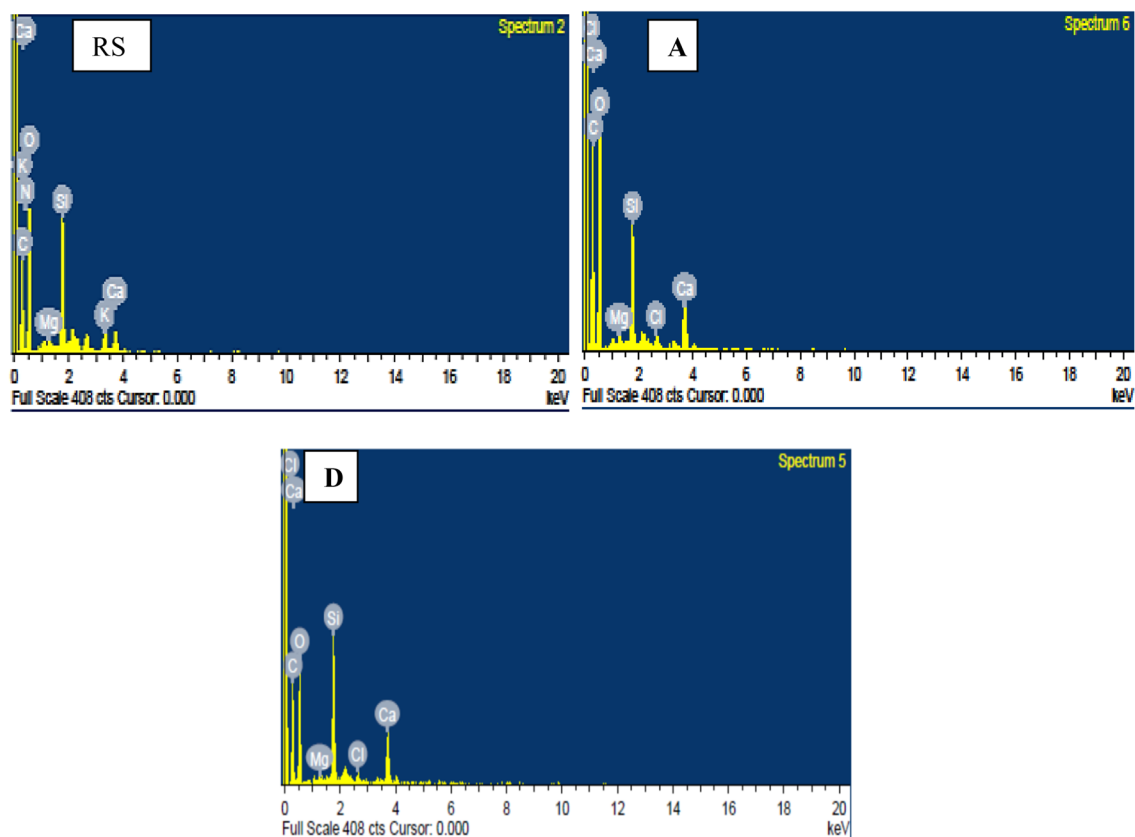 Ca
RS
Spectrum 2
O
K
N
Si
C
Ca
Mg
K
0 2 4 6 8 10 12 14 16 18 20
Full Scale 408 cts Cursor: 0.000 keV
Cl
A
Spectrum 6
Ca
O
C
Si
Ca
Mg
Cl
0 2 4 6 8 10 12 14 16 18 20
Full Scale 408 cts Cursor: 0.000 keV
Cl
D
Spectrum 5
Ca
Si
O
C
Ca
Mg
Cl
0 2 4 6 8 10 12 14 16 18 20
Full Scale 408 cts Cursor: 0.000 keV